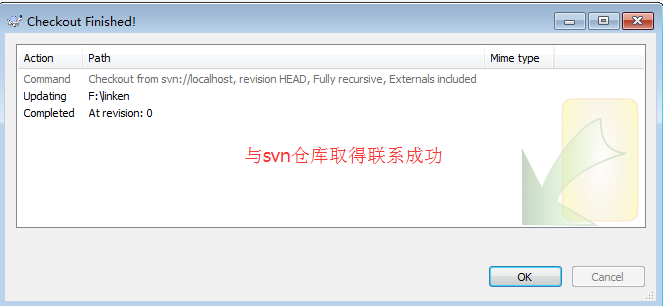 Checkout Finished!
Action Path Mime type
Command Checkout from svn://localhost, revision HEAD, Fully recursive, Externals included
Updating F:\linken
Completed At revision: 0
与svn仓库取得联系成功
OK Cancel